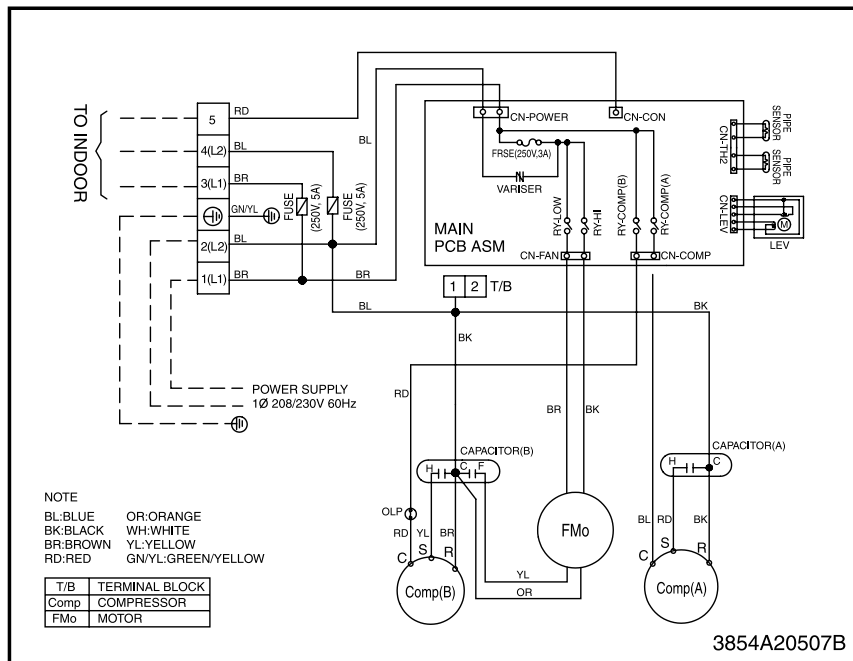 TO INDOOR
5
4(L2)
3(L1)
2(L2)
1(L1)
RD
BL
BR
GN/YL
BL
BR
FUSE
(250V, 5A)
FUSE
(250V, 5A)
BL
BR
BL
CN-POWER
CN-CON
FRSE(250V,3A)
VARISER
RY-LOW
RY-HI
RY-COMP(B)
RY-COMP(A)
MAIN
PCB ASM
CN-FAN
CN-COMP
CN-TH2
PIPE
SENSOR
PIPE
SENSOR
CN-LEV
M
LEV
1 2 T/B
BK
BK
POWER SUPPLY
1Ø 208/230V 60Hz
RD
BR
BK
CAPACITOR(B)
H C F
CAPACITOR(A)
H C
OLP
RD YL BR
C S R
Comp(B)
FMo
YL
OR
BL RD BK
C S R
Comp(A)
NOTE
BL:BLUE OR:ORANGE
BK:BLACK WH:WHITE
BR:BROWN YL:YELLOW
RD:RED GN/YL:GREEN/YELLOW
T/B TERMINAL BLOCK
Comp COMPRESSOR
FMo MOTOR
3854A20507B